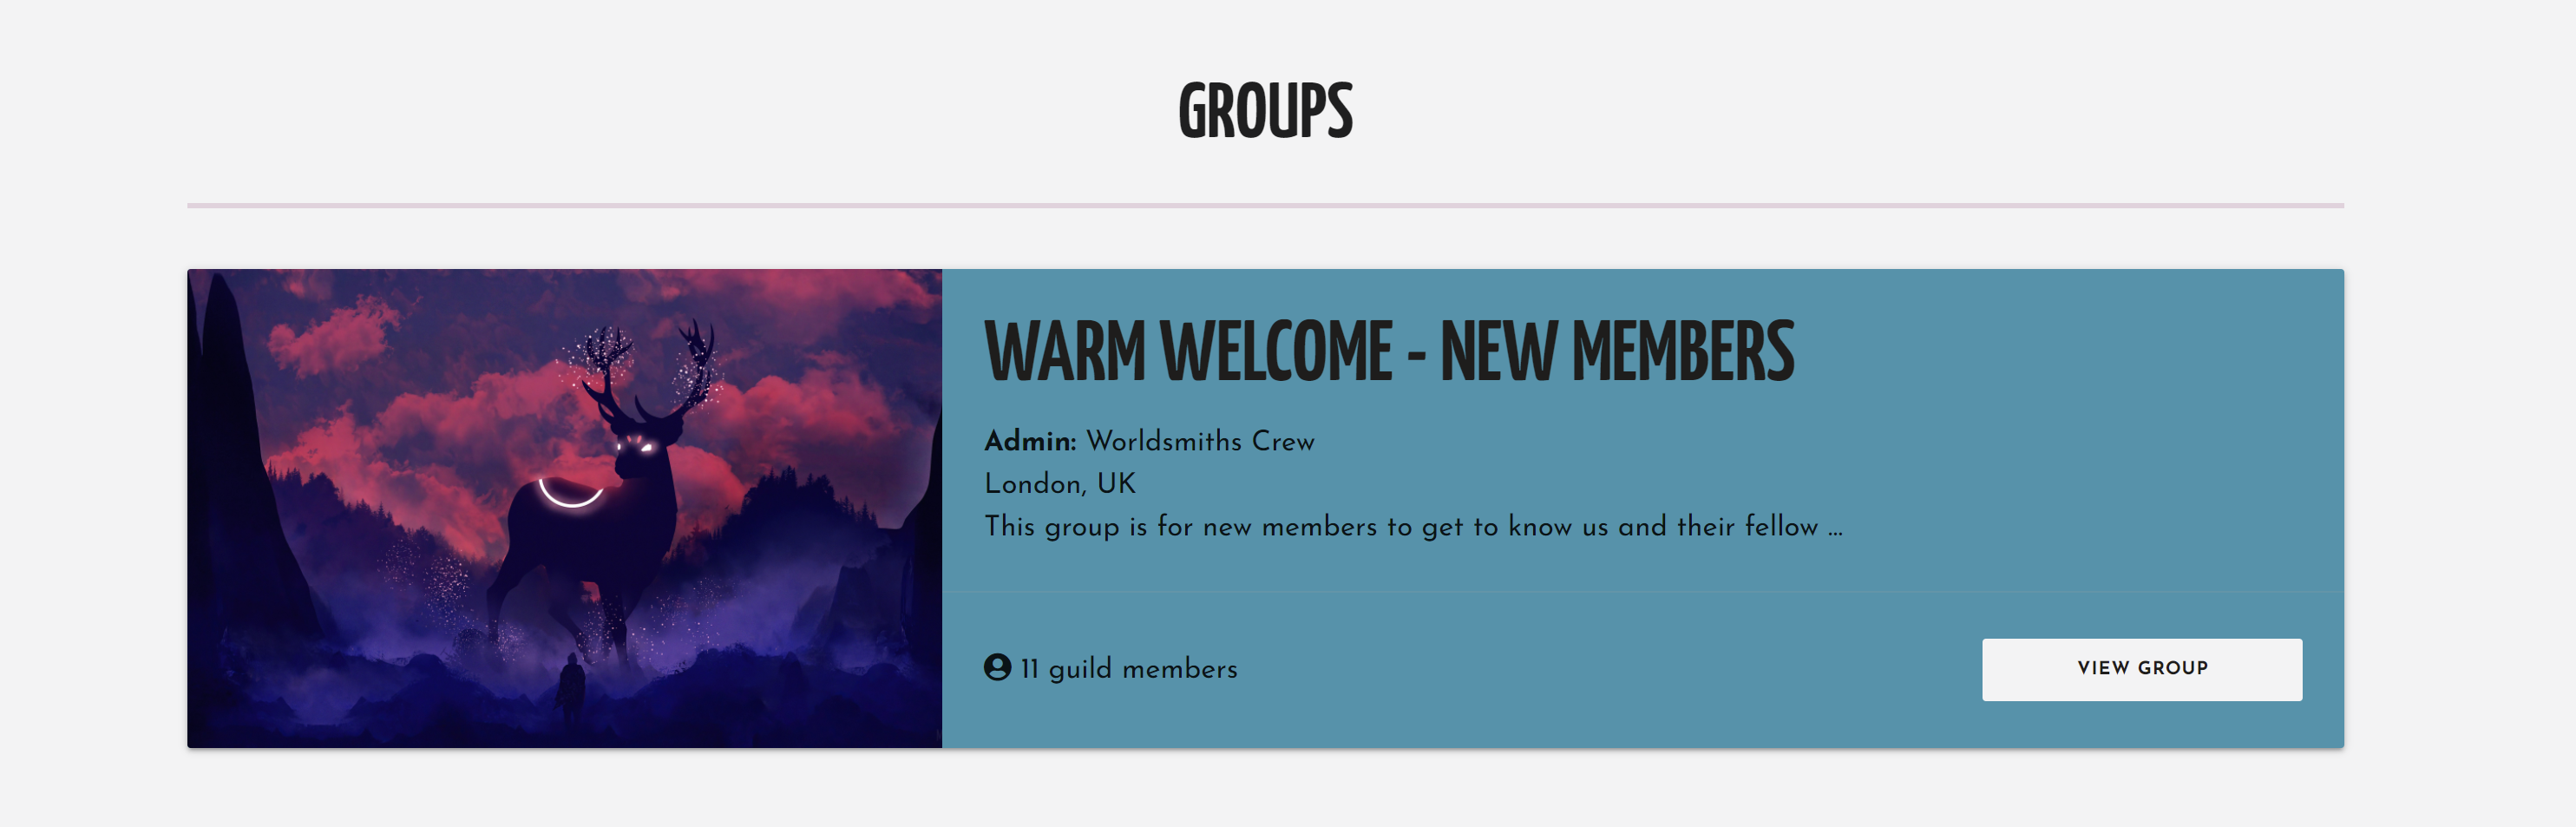 GROUPS
WARM WELCOME - NEW MEMBERS
Admin: Worldsmiths Crew
London, UK
This group is for new members to get to know us and their fellow ...
11 guild members
VIEW GROUP